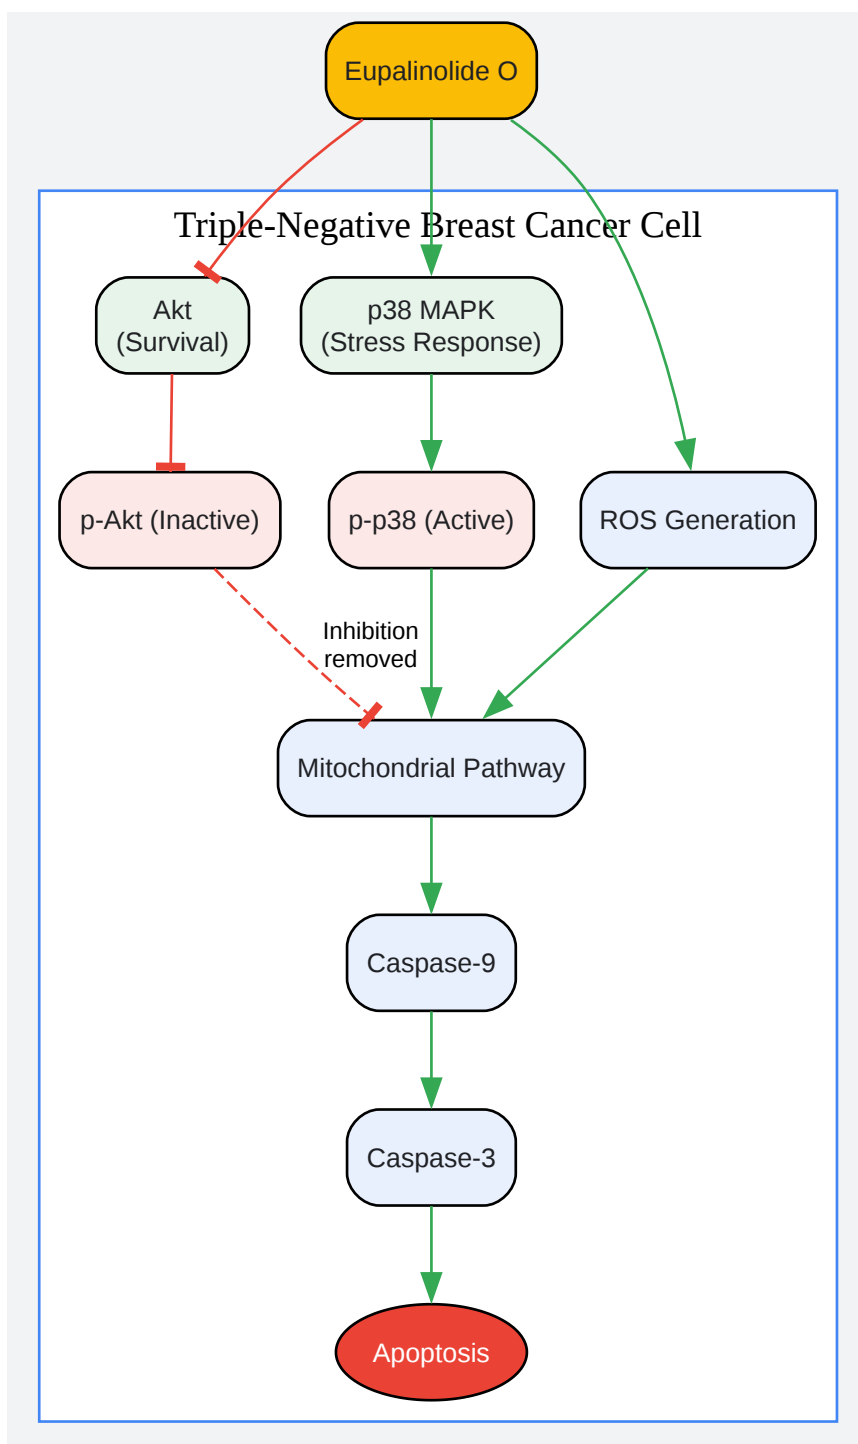 Eupalinolide O
Triple-Negative Breast Cancer Cell
Akt
(Survival)
p38 MAPK
(Stress Response)
p-Akt (Inactive)
p-p38 (Active)
ROS Generation
Inhibition
removed
Mitochondrial Pathway
Caspase-9
Caspase-3
Apoptosis